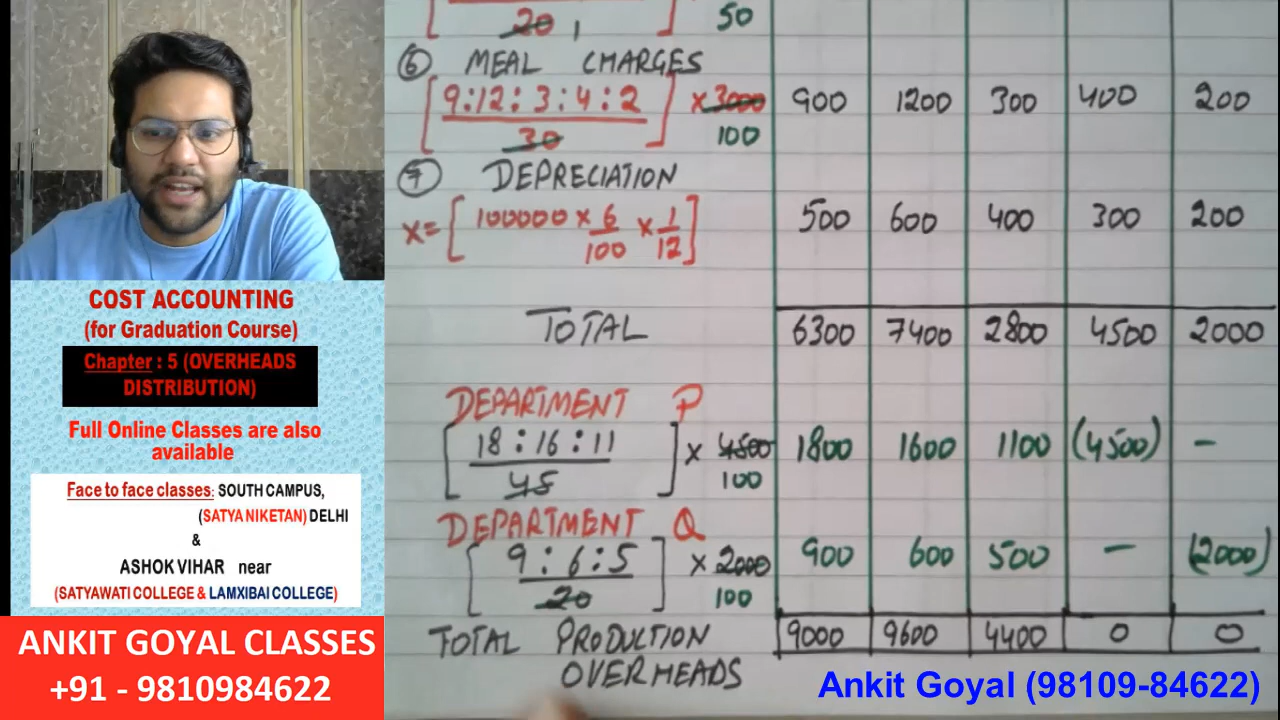 20 1 50
6 MEAL CHARGES
[9:12:3:4:2 / 30] × 3000 900 1200 300 400 200
100
7 DEPRECIATION
x = [100000 × 6/100 × 1/12] 500 600 400 300 200
TOTAL 6300 7400 2800 4500 2000
DEPARTMENT P
[18:16:11 / 45] × 4500 1800 1600 1100 (4500) -
100
DEPARTMENT Q
[9:6:5 / 20] × 2000 900 600 500 - (2000)
100
TOTAL PRODUCTION 9000 9600 4400 0 0
OVERHEADS
COST ACCOUNTING
(for Graduation Course)
Chapter : 5 (OVERHEADS
DISTRIBUTION)
Full Online Classes are also
available
Face to face classes: SOUTH CAMPUS,
(SATYA NIKETAN) DELHI
&
ASHOK VIHAR near
(SATYAWATI COLLEGE & LAMXIBAI COLLEGE)
ANKIT GOYAL CLASSES
+91 - 9810984622
Ankit Goyal (98109-84622)